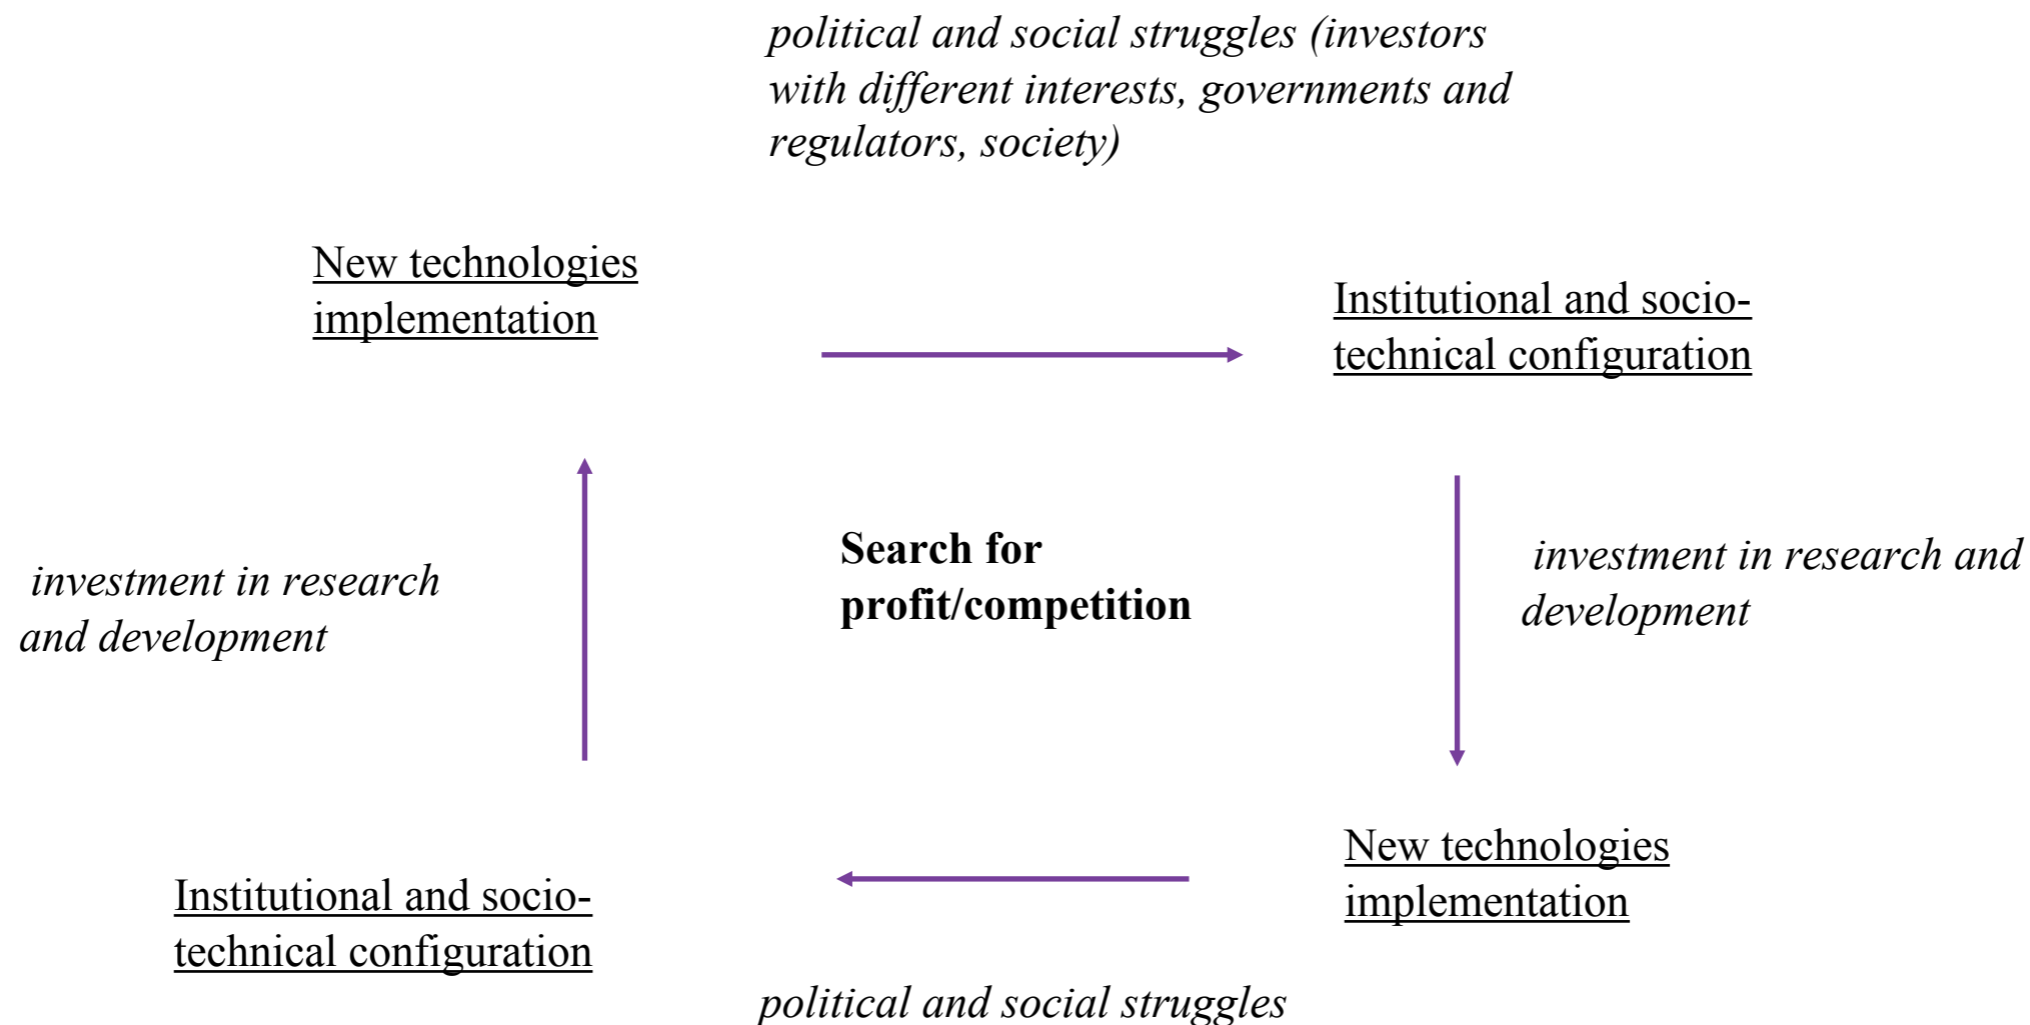 political and social struggles (investors
with different interests, governments and
regulators, society)
New technologies
implementation
Institutional and socio-
technical configuration
investment in research
and development
Search for
profit/competition
investment in research and
development
Institutional and socio-
technical configuration
New technologies
implementation
political and social struggles